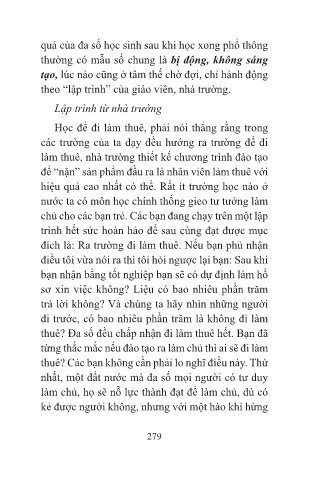 quả của đa số học sinh sau khi học xong phổ thông
thường có mẫu số chung là bị động, không sáng
tạo, lúc nào cũng ở tâm thế chờ đợi, chỉ hành động
theo “lập trình” của giáo viên, nhà trường.
Lập trình từ nhà trường
Học để đi làm thuê, phải nói thẳng rằng trong
các trường của ta dạy đều hướng ra trường để đi
làm thuê, nhà trường thiết kế chương trình đào tạo
để “nặn” sản phẩm đầu ra là nhân viên làm thuê với
hiệu quả cao nhất có thể. Rất ít trường học nào ở
nước ta có môn học chính thống gieo tư tưởng làm
chủ cho các bạn trẻ. Các bạn đang chạy trên một lập
trình hết sức hoàn hảo để sau cùng đạt được mục
đích là: Ra trường đi làm thuê. Nếu bạn phủ nhận
điều tôi vừa nói ra thì tôi hỏi ngược lại bạn: Sau khi
bạn nhận bằng tốt nghiệp bạn sẽ có dự định làm hồ
sơ xin việc không? Liệu có bao nhiêu phần trăm
trả lời không? Và chúng ta hãy nhìn những người
đi trước, có bao nhiêu phần trăm là không đi làm
thuê? Đa số đều chấp nhận đi làm thuê hết. Bạn đã
từng thắc mắc nếu đào tạo ra làm chủ thì ai sẽ đi làm
thuê? Các bạn không cần phải lo nghĩ điều này. Thứ
nhất, một đất nước mà đa số mọi người có tư duy
làm chủ, họ sẽ nỗ lực thành đạt để làm chủ, dù có
kẻ được người không, nhưng với một hào khí hừng
279